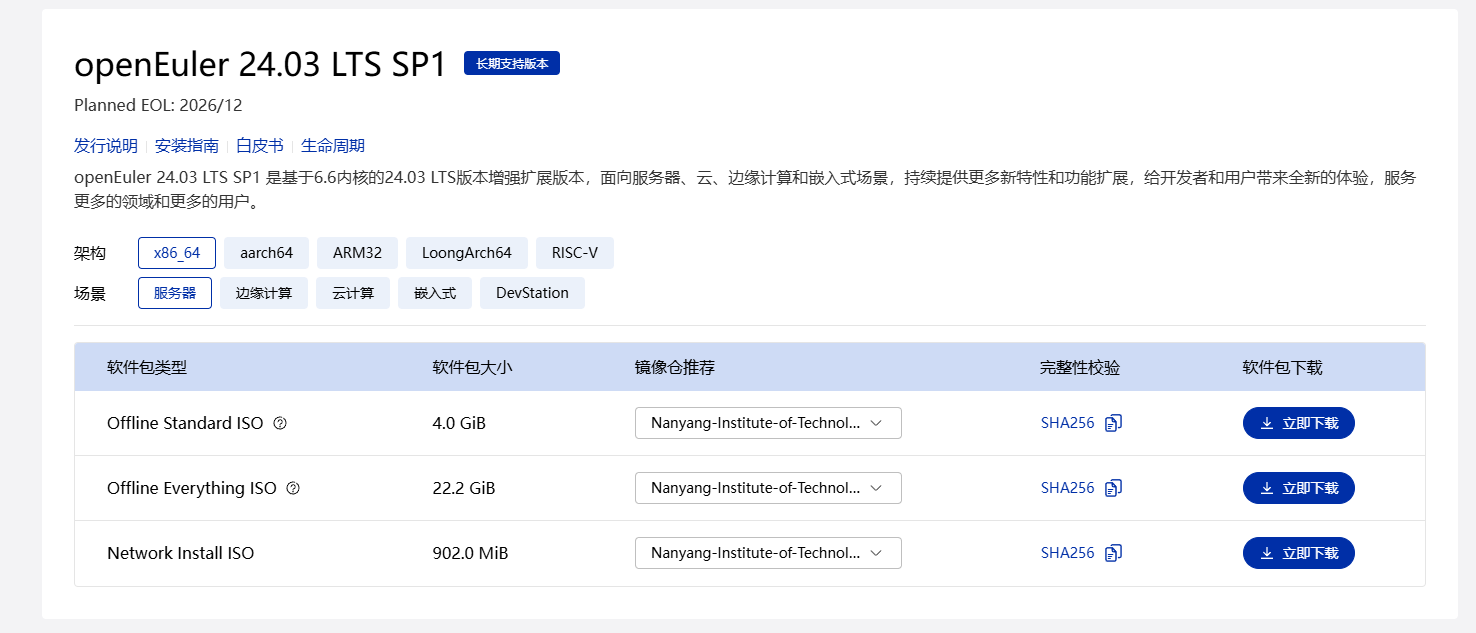 openEuler 24.03 LTS SP1 长期支持版本
Planned EOL: 2026/12
发行说明 安装指南 白皮书 生命周期
openEuler 24.03 LTS SP1 是基于6.6内核的24.03 LTS版本增强扩展版本，面向服务器、云、边缘计算和嵌入式场景，持续提供更多新特性和功能扩展，给开发者和用户带来全新的体验，服务
更多的领域和更多的用户。
架构 x86_64 aarch64 ARM32 LoongArch64 RISC-V
场景 服务器 边缘计算 云计算 嵌入式 DevStation
软件包类型 软件包大小 镜像仓推荐 完整性校验 软件包下载
Offline Standard ISO 4.0 GiB Nanyang-Institute-of-Technol... SHA256 立即下载
Offline Everything ISO 22.2 GiB Nanyang-Institute-of-Technol... SHA256 立即下载
Network Install ISO 902.0 MiB Nanyang-Institute-of-Technol... SHA256 立即下载